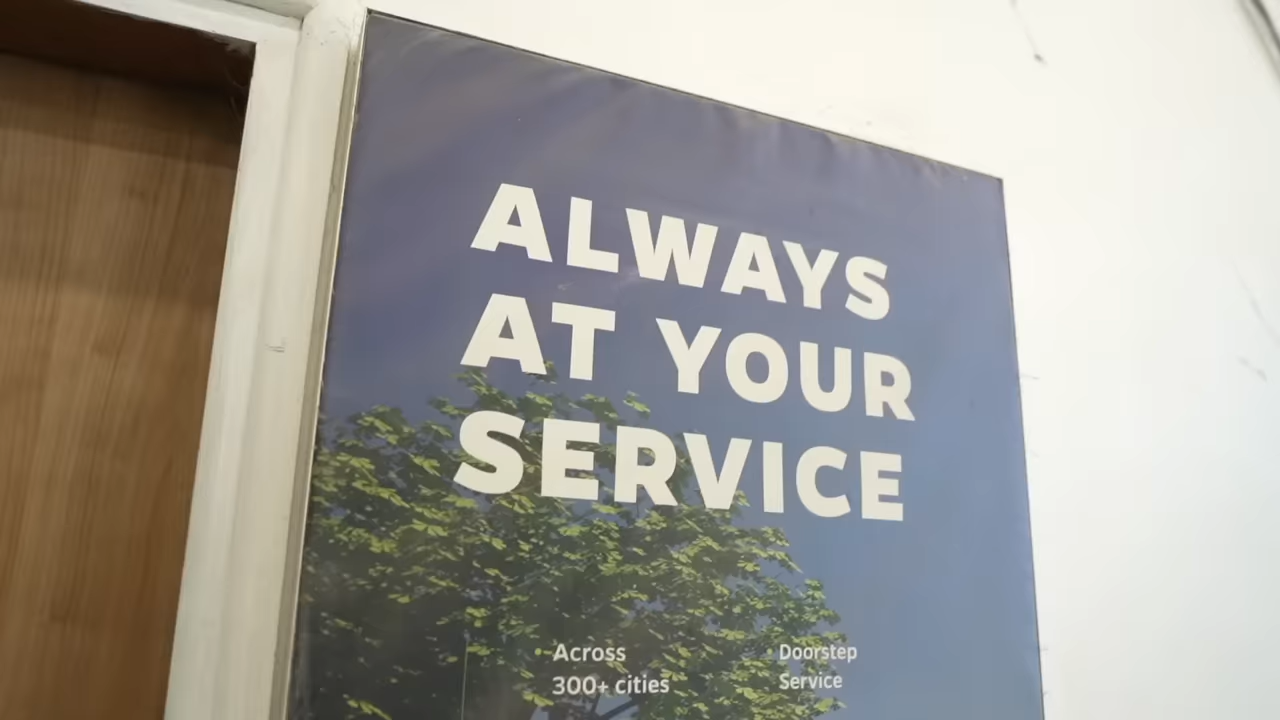 ALWAYS
AT YOUR
SERVICE
• Across
300+ cities
• Doorstep
Service